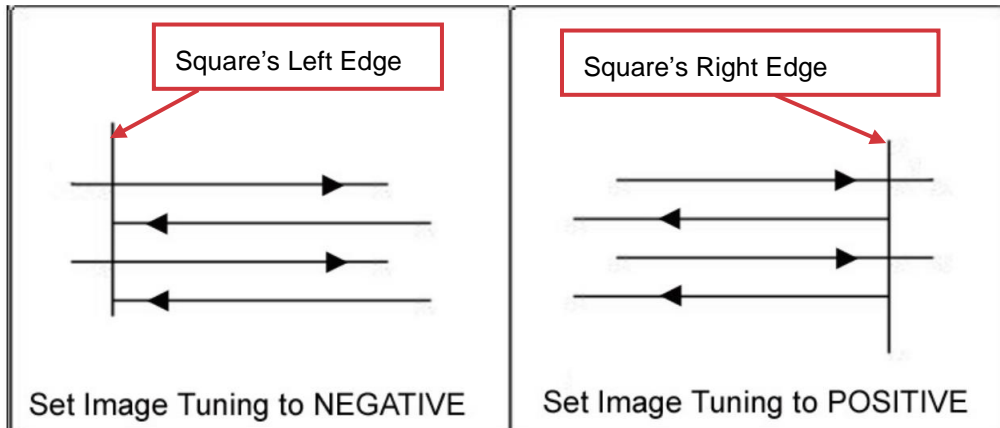 Square’s Left Edge
Square’s Right Edge
Set Image Tuning to NEGATIVE
Set Image Tuning to POSITIVE